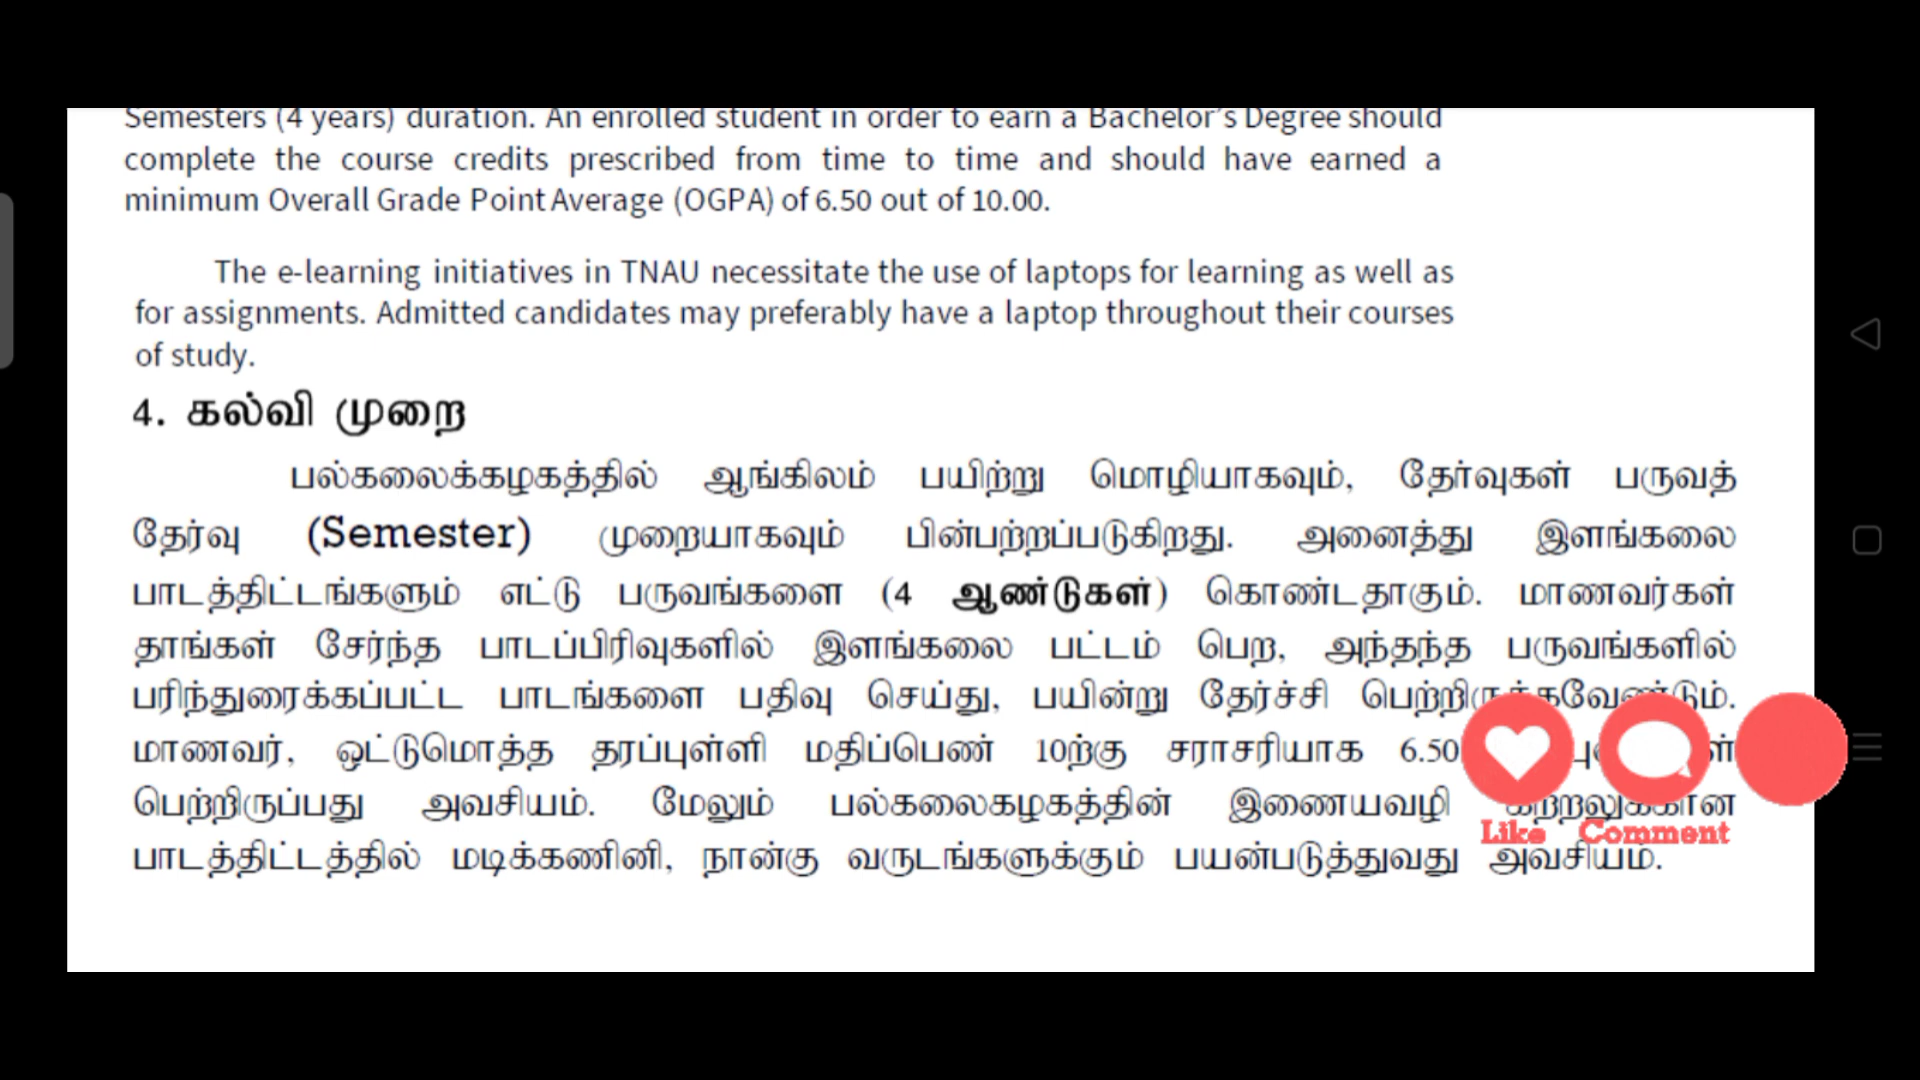 Semesters (4 years) duration. An enrolled student in order to earn a Bachelor's Degree should
complete the course credits prescribed from time to time and should have earned a
minimum Overall Grade Point Average (OGPA) of 6.50 out of 10.00.
The e-learning initiatives in TNAU necessitate the use of laptops for learning as well as
for assignments. Admitted candidates may preferably have a laptop throughout their courses
of study.
4. கல்வி முறை
பல்கலைக்கழகத்தில் ஆங்கிலம் பயிற்று மொழியாகவும், தேர்வுகள் பருவத்
தேர்வு (Semester) முறையாகவும் பின்பற்றப்படுகிறது. அனைத்து இளங்கலை
பாடத்திட்டங்களும் எட்டு பருவங்களை (4 ஆண்டுகள்) கொண்டதாகும். மாணவர்கள்
தாங்கள் சேர்ந்த பாடப்பிரிவுகளில் இளங்கலை பட்டம் பெற, அந்தந்த பருவங்களில்
பரிந்துரைக்கப்பட்ட பாடங்களை பதிவு செய்து, பயின்று தேர்ச்சி
மாணவர், ஒட்டுமொத்த தரப்புள்ளி மதிப்பெண் 10ற்கு சராசரியாக 6.50
பெற்றிருப்பது அவசியம். மேலும் பல்கலைகழகத்தின் இணையவழி கற்றலுக்கான
பாடத்திட்டத்தில் மடிக்கணினி, நான்கு வருடங்களுக்கும் பயன்படுத்துவது அவசியம்.
Like Comment